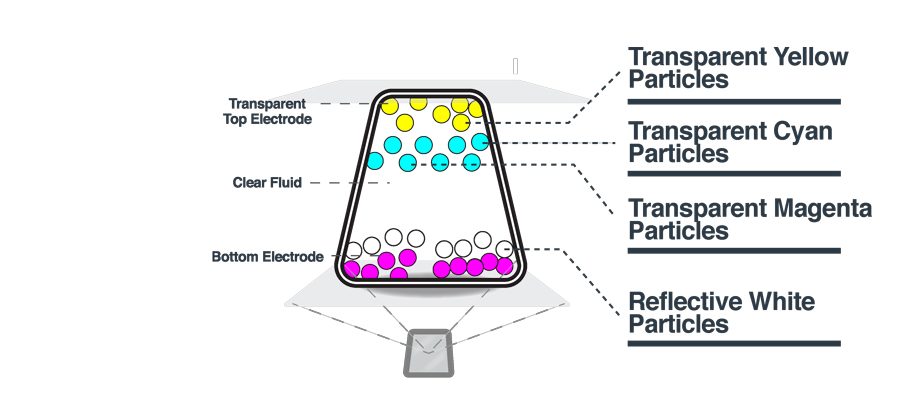 Transparent Yellow
Particles
Transparent
Top Electrode
Transparent Cyan
Particles
Clear Fluid
Transparent Magenta
Particles
Bottom Electrode
Reflective White
Particles